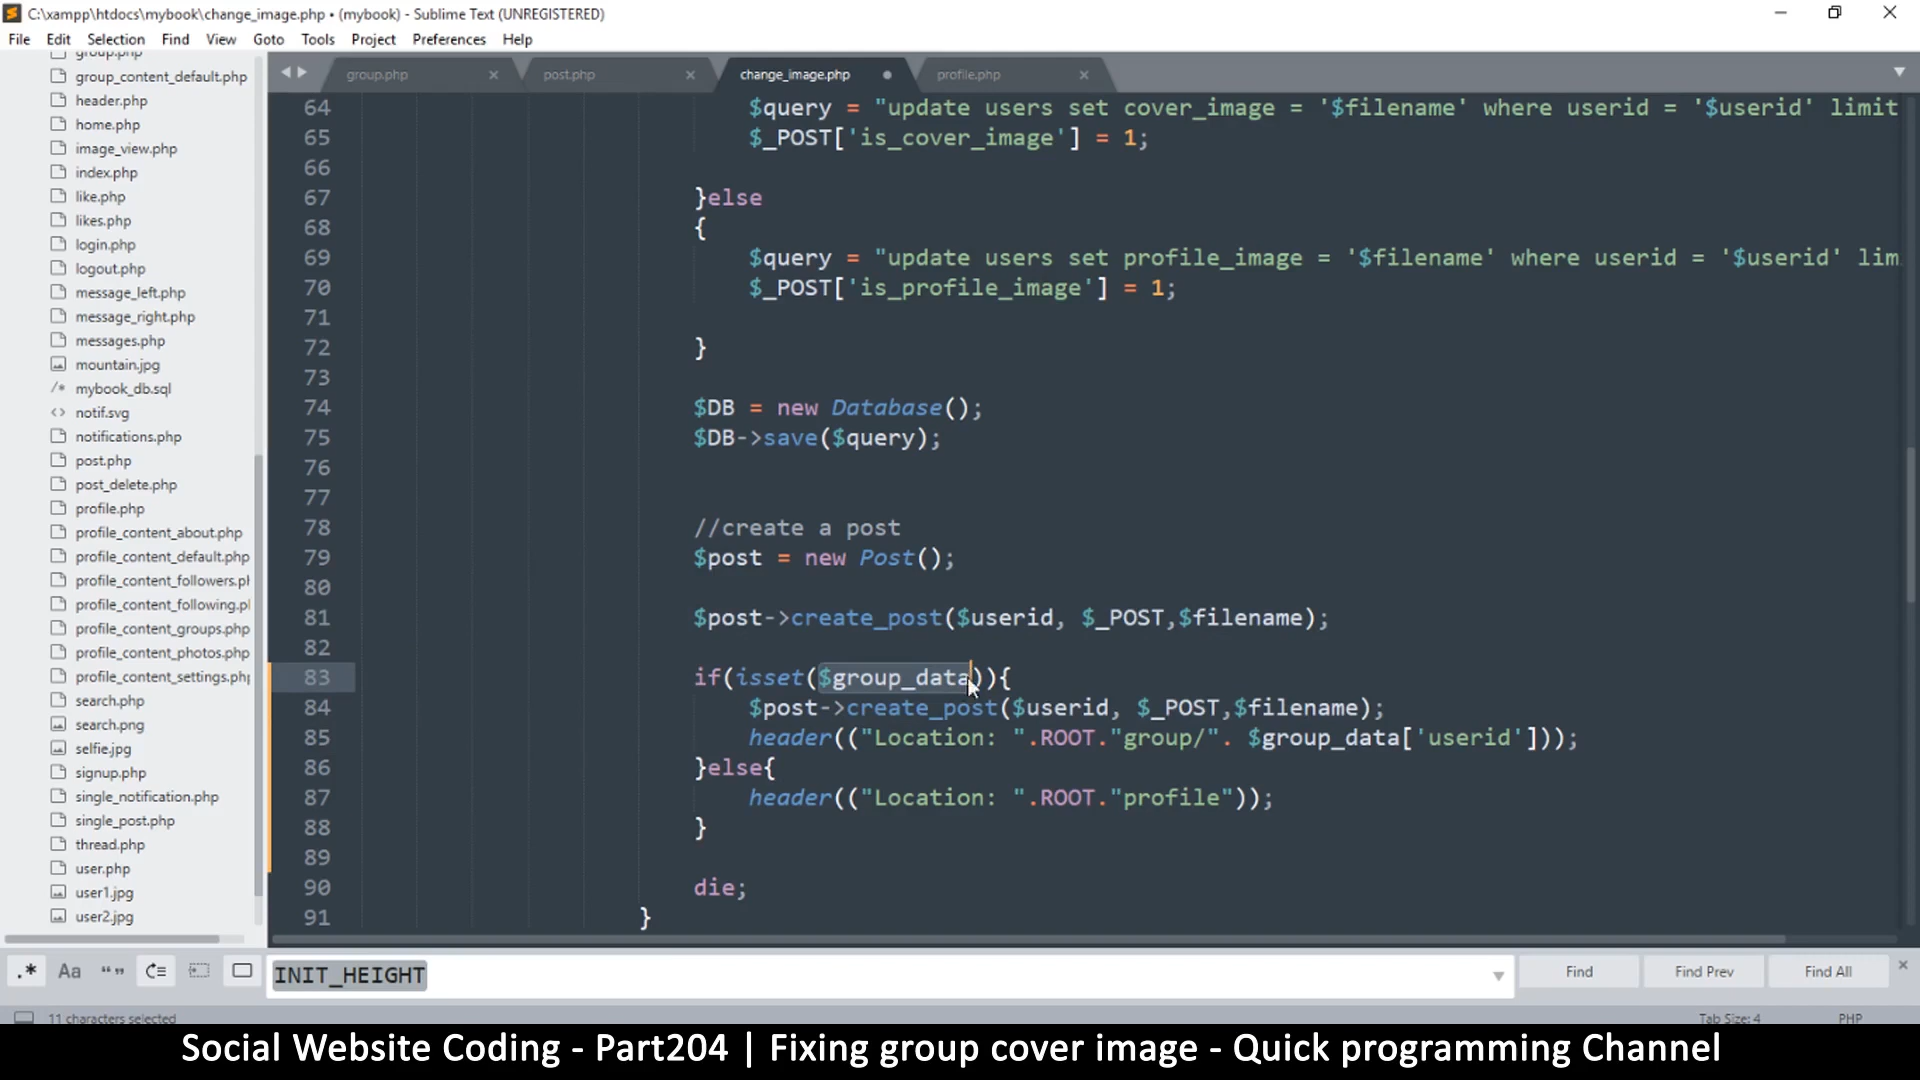 C:\xampp\htdocs\mybook\change_image.php • (mybook) - Sublime Text (UNREGISTERED)
File Edit Selection Find View Goto Tools Project Preferences Help
group.php
group_content_default.php
header.php
home.php
image_view.php
index.php
like.php
likes.php
login.php
logout.php
message_left.php
message_right.php
messages.php
mountain.jpg
mybook_db.sql
notif.svg
notifications.php
post.php
post_delete.php
profile.php
profile_content_about.php
profile_content_default.php
profile_content_followers.ph
profile_content_following.p
profile_content_groups.php
profile_content_photos.php
profile_content_settings.php
search.php
search.png
selfie.jpg
signup.php
single_notification.php
single_post.php
thread.php
user.php
user1.jpg
user2.jpg
group.php post.php change_image.php profile.php
64 $query = "update users set cover_image = '$filename' where userid = '$userid' limit
65 $_POST['is_cover_image'] = 1;
66
67 }else
68 {
69 $query = "update users set profile_image = '$filename' where userid = '$userid' lim
70 $_POST['is_profile_image'] = 1;
71
72 }
73
74 $DB = new Database();
75 $DB->save($query);
76
77
78 //create a post
79 $post = new Post();
80
81 $post->create_post($userid, $_POST,$filename);
82
83 if(isset($group_data)){
84 $post->create_post($userid, $_POST,$filename);
85 header(("Location: ".ROOT."group/". $group_data['userid']));
86 }else{
87 header(("Location: ".ROOT."profile"));
88 }
89
90 die;
91 }
.* Aa “” INIT_HEIGHT Find Find Prev Find All
11 characters selected Tab Size: 4 PHP
Social Website Coding - Part204 | Fixing group cover image - Quick programming Channel